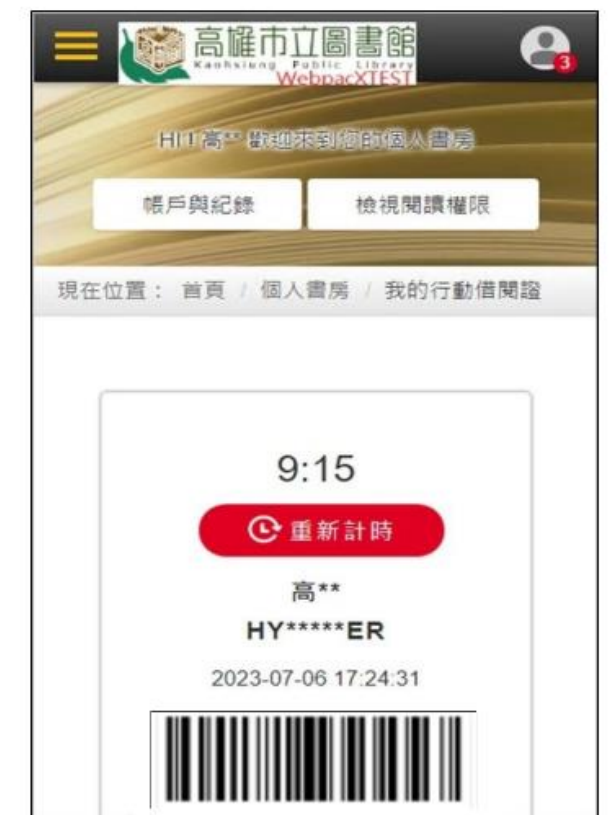 高雄市立圖書館
Kaohsiung Public Library
WebpacXTEST
3
HI！高** 歡迎來到您的個人書房
帳戶與紀錄
檢視閱讀權限
現在位置： 首頁 / 個人書房 / 我的行動借閱證
9:15
重新計時
高**
HY*****ER
2023-07-06 17:24:31